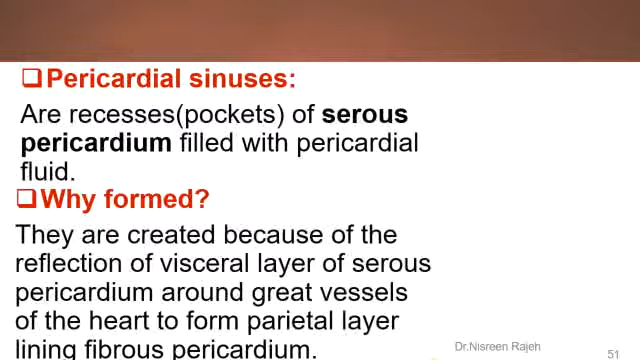 ❑Pericardial sinuses:
Are recesses(pockets) of serous
pericardium filled with pericardial
fluid.
❑Why formed?
They are created because of the
reflection of visceral layer of serous
pericardium around great vessels
of the heart to form parietal layer
lining fibrous pericardium.
Dr.Nisreen Rajeh
51